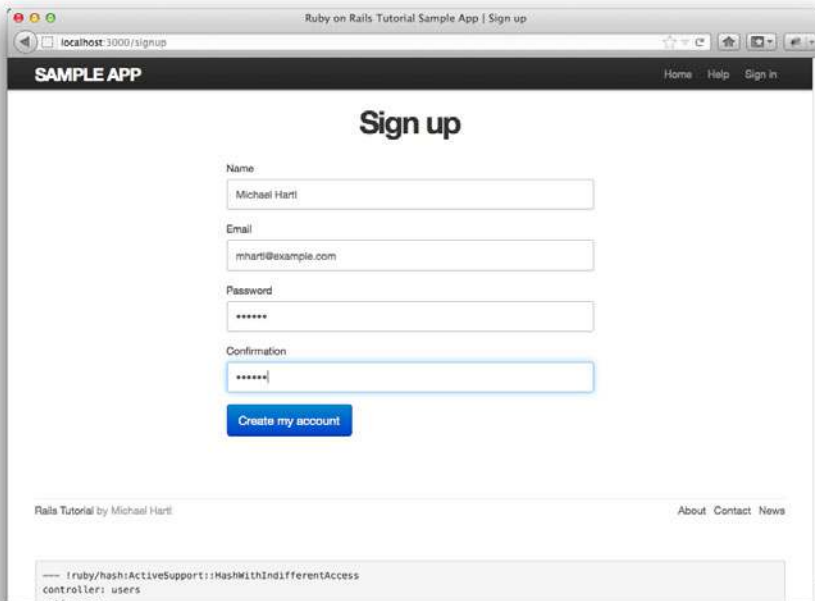 Ruby on Rails Tutorial Sample App | Sign up
localhost:3000/signup
SAMPLE APP
Home Help Sign in
Sign up
Name
Michael Hartl
Email
mhartl@example.com
Password
••••••
Confirmation
••••••
Create my account
Rails Tutorial by Michael Hartl
About Contact News
--- !ruby/hash:ActiveSupport::HashWithIndifferentAccess
controller: users